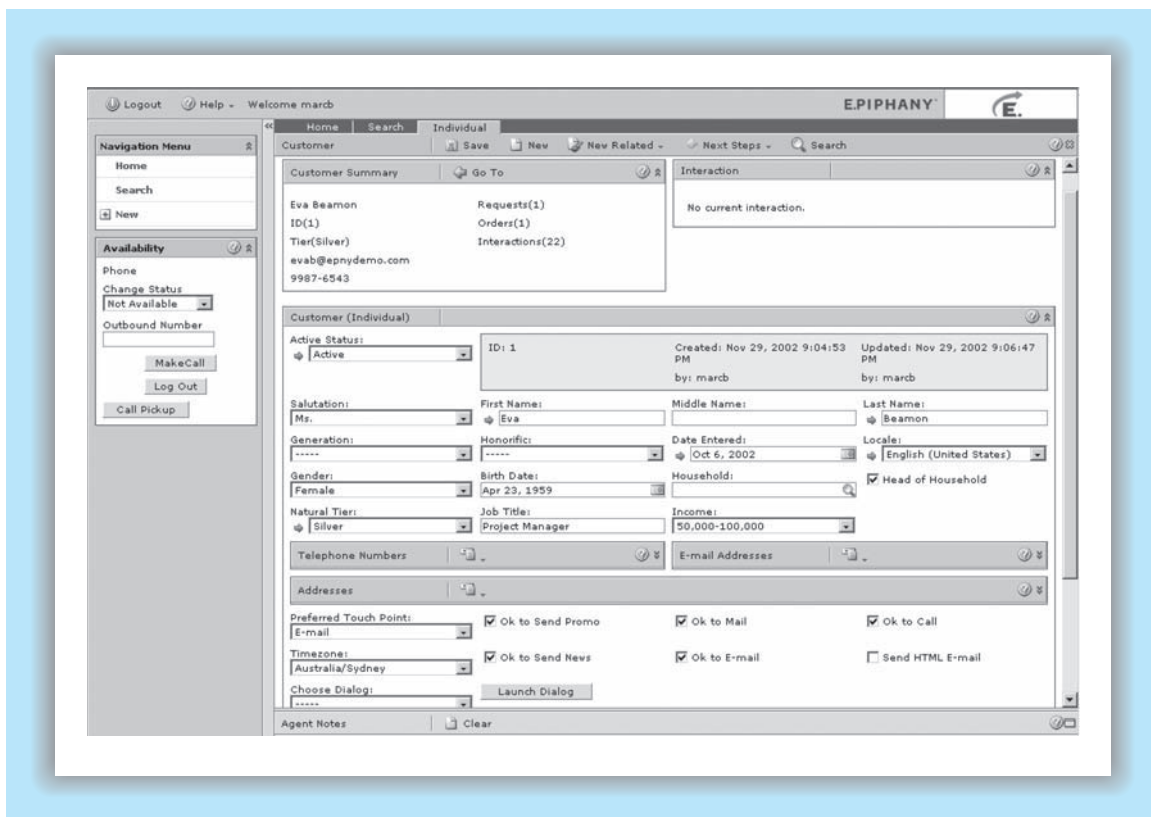 Logout Help Welcome marcb E.PIPHANY E.
Home Search Individual
Navigation Menu
Home
Search
New
Availability
Phone
Change Status
Not Available
Outbound Number
MakeCall
Log Out
Call Pickup
Customer Save New New Related Next Steps Search
Customer Summary Go To
Eva Beamon Requests(1)
ID(1) Orders(1)
Tier(Silver) Interactions(22)
evab@epnydemo.com
9987-6543
Interaction
No current interaction.
Customer (Individual)
Active Status:
Active
ID: 1 Created: Nov 29, 2002 9:04:53 PM Updated: Nov 29, 2002 9:06:47 PM
by: marcb by: marcb
Salutation: First Name: Middle Name: Last Name:
Ms. Eva Beamon
Generation: Honorific: Date Entered: Locale:
----- ----- Oct 6, 2002 English (United States)
Gender: Birth Date: Household: Head of Household
Female Apr 23, 1959
Natural Tier: Job Title: Income:
Silver Project Manager 50,000-100,000
Telephone Numbers E-mail Addresses
Addresses
Preferred Touch Point: Ok to Send Promo Ok to Mail Ok to Call
E-mail
Timezone: Ok to Send News Ok to E-mail Send HTML E-mail
Australia/Sydney
Choose Dialog: Launch Dialog
-----
Agent Notes Clear